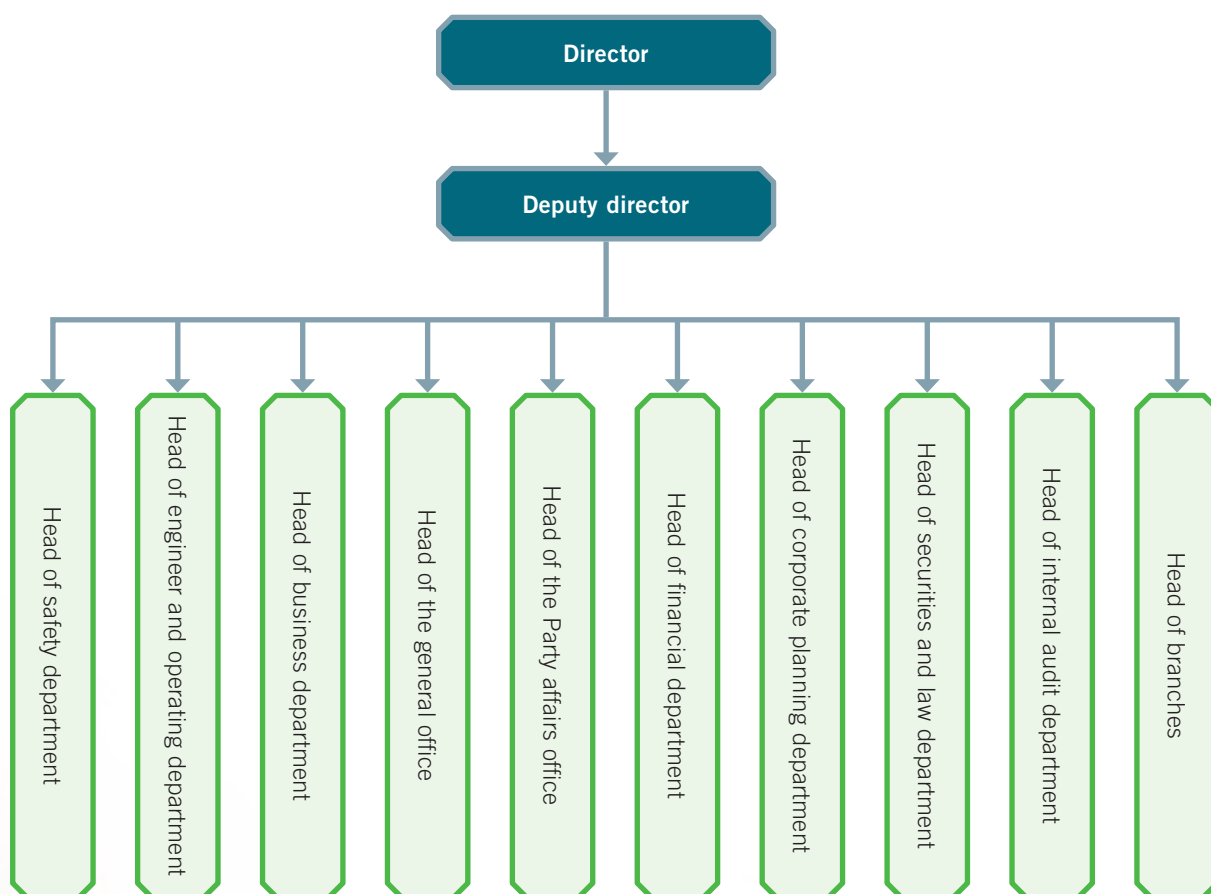 Director
Deputy director
Head of safety department
Head of engineer and operating department
Head of business department
Head of the general office
Head of the Party affairs office
Head of financial department
Head of corporate planning department
Head of securities and law department
Head of internal audit department
Head of branches